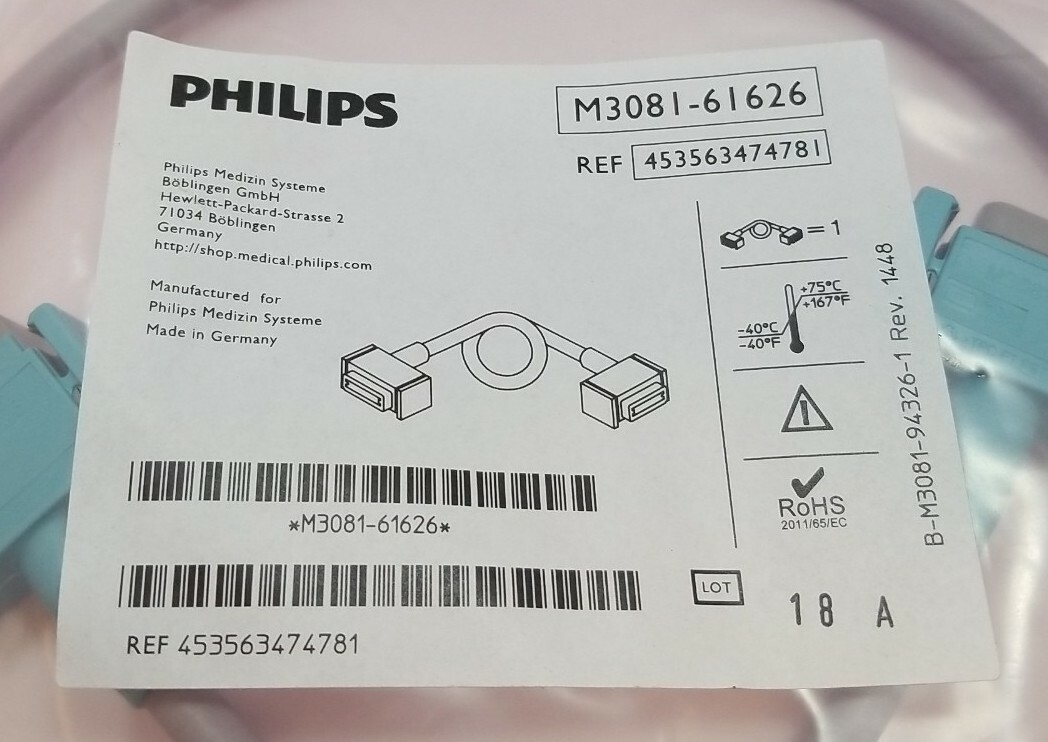 PHILIPS
M3081-61626
REF 453563474781
Philips Medizin Systeme
Böblingen GmbH
Hewlett-Packard-Strasse 2
71034 Böblingen
Germany
http://shop.medical.philips.com
Manufactured for
Philips Medizin Systeme
Made in Germany
= 1
+75°C
+167°F
-40°C
-40°F
!
RoHS
2011/65/EC
B-M3081-94326-1 Rev. 1448
*M3081-61626*
REF 453563474781
LOT
18 A